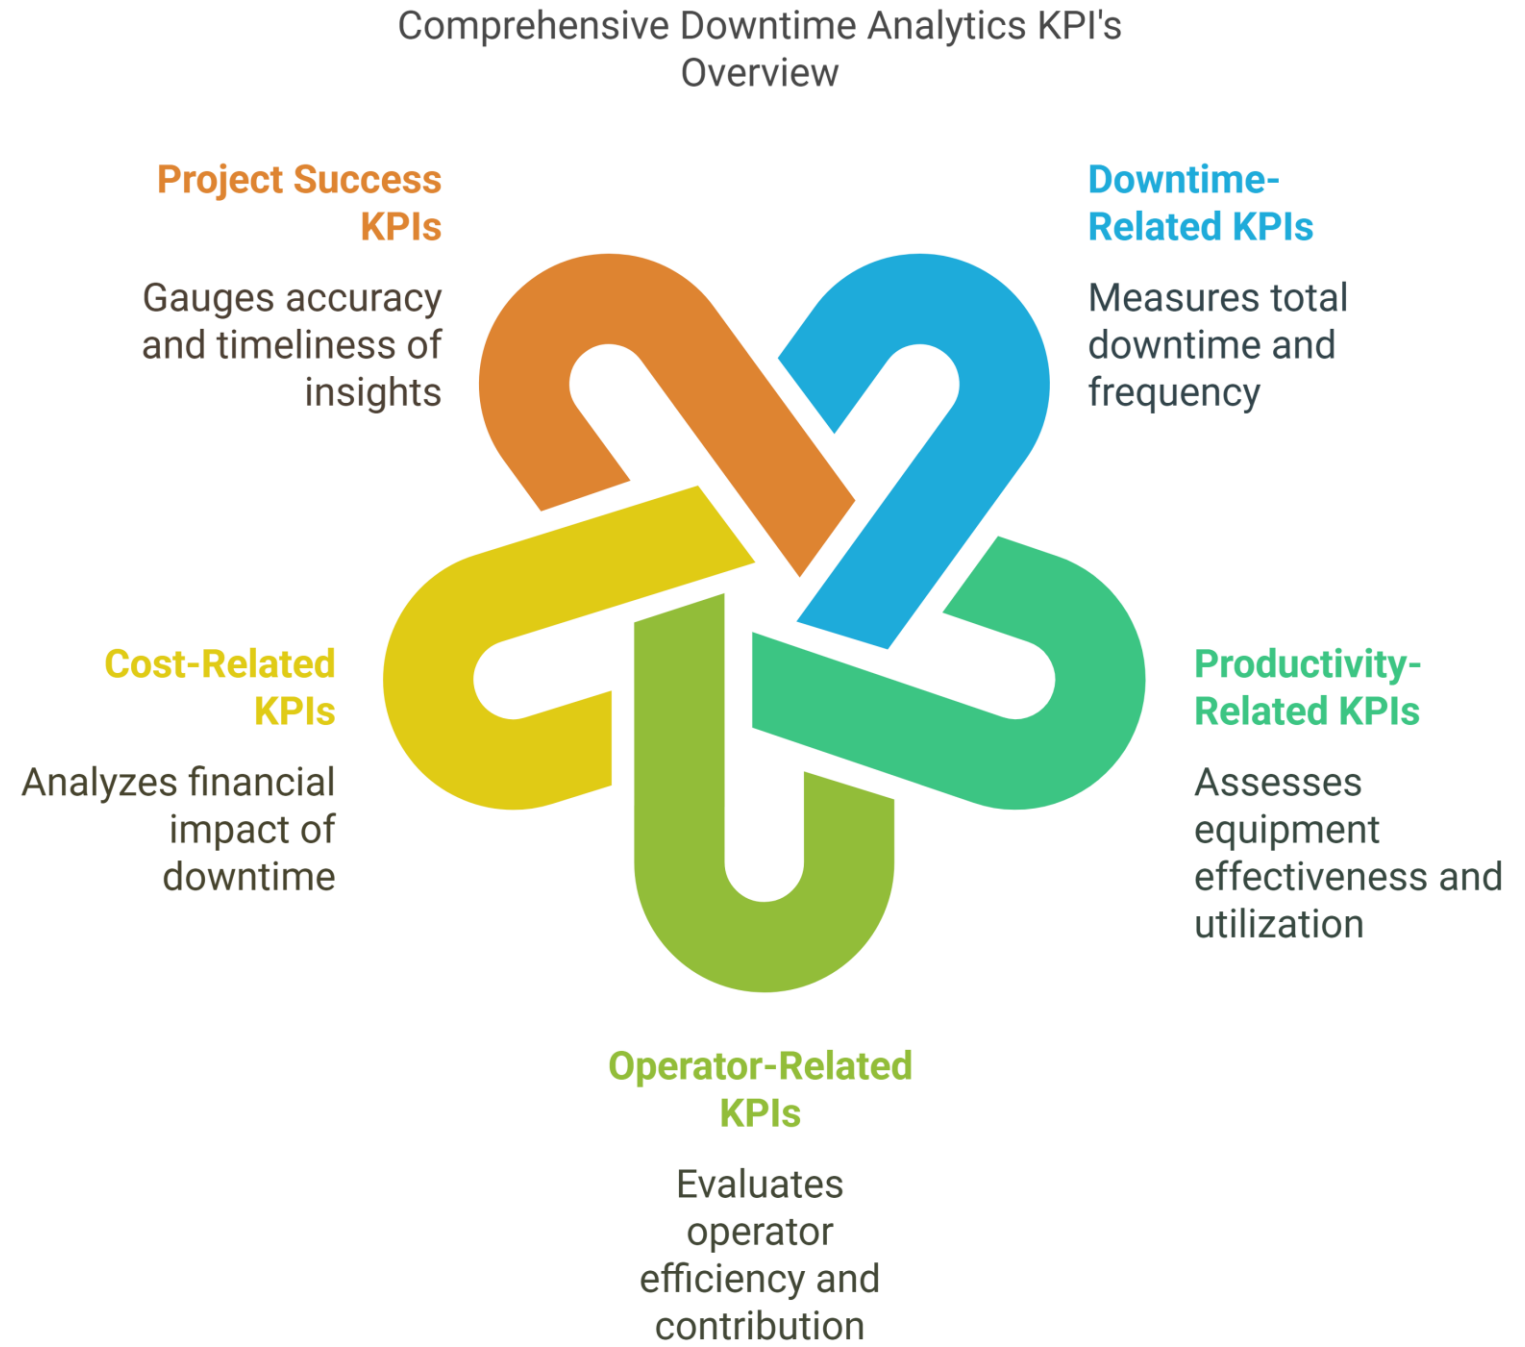 Comprehensive Downtime Analytics KPI's
Overview
Project Success
KPIs
Gauges accuracy
and timeliness of
insights
Downtime-
Related KPIs
Measures total
downtime and
frequency
Cost-Related
KPIs
Analyzes financial
impact of
downtime
Productivity-
Related KPIs
Assesses
equipment
effectiveness and
utilization
Operator-Related
KPIs
Evaluates
operator
efficiency and
contribution